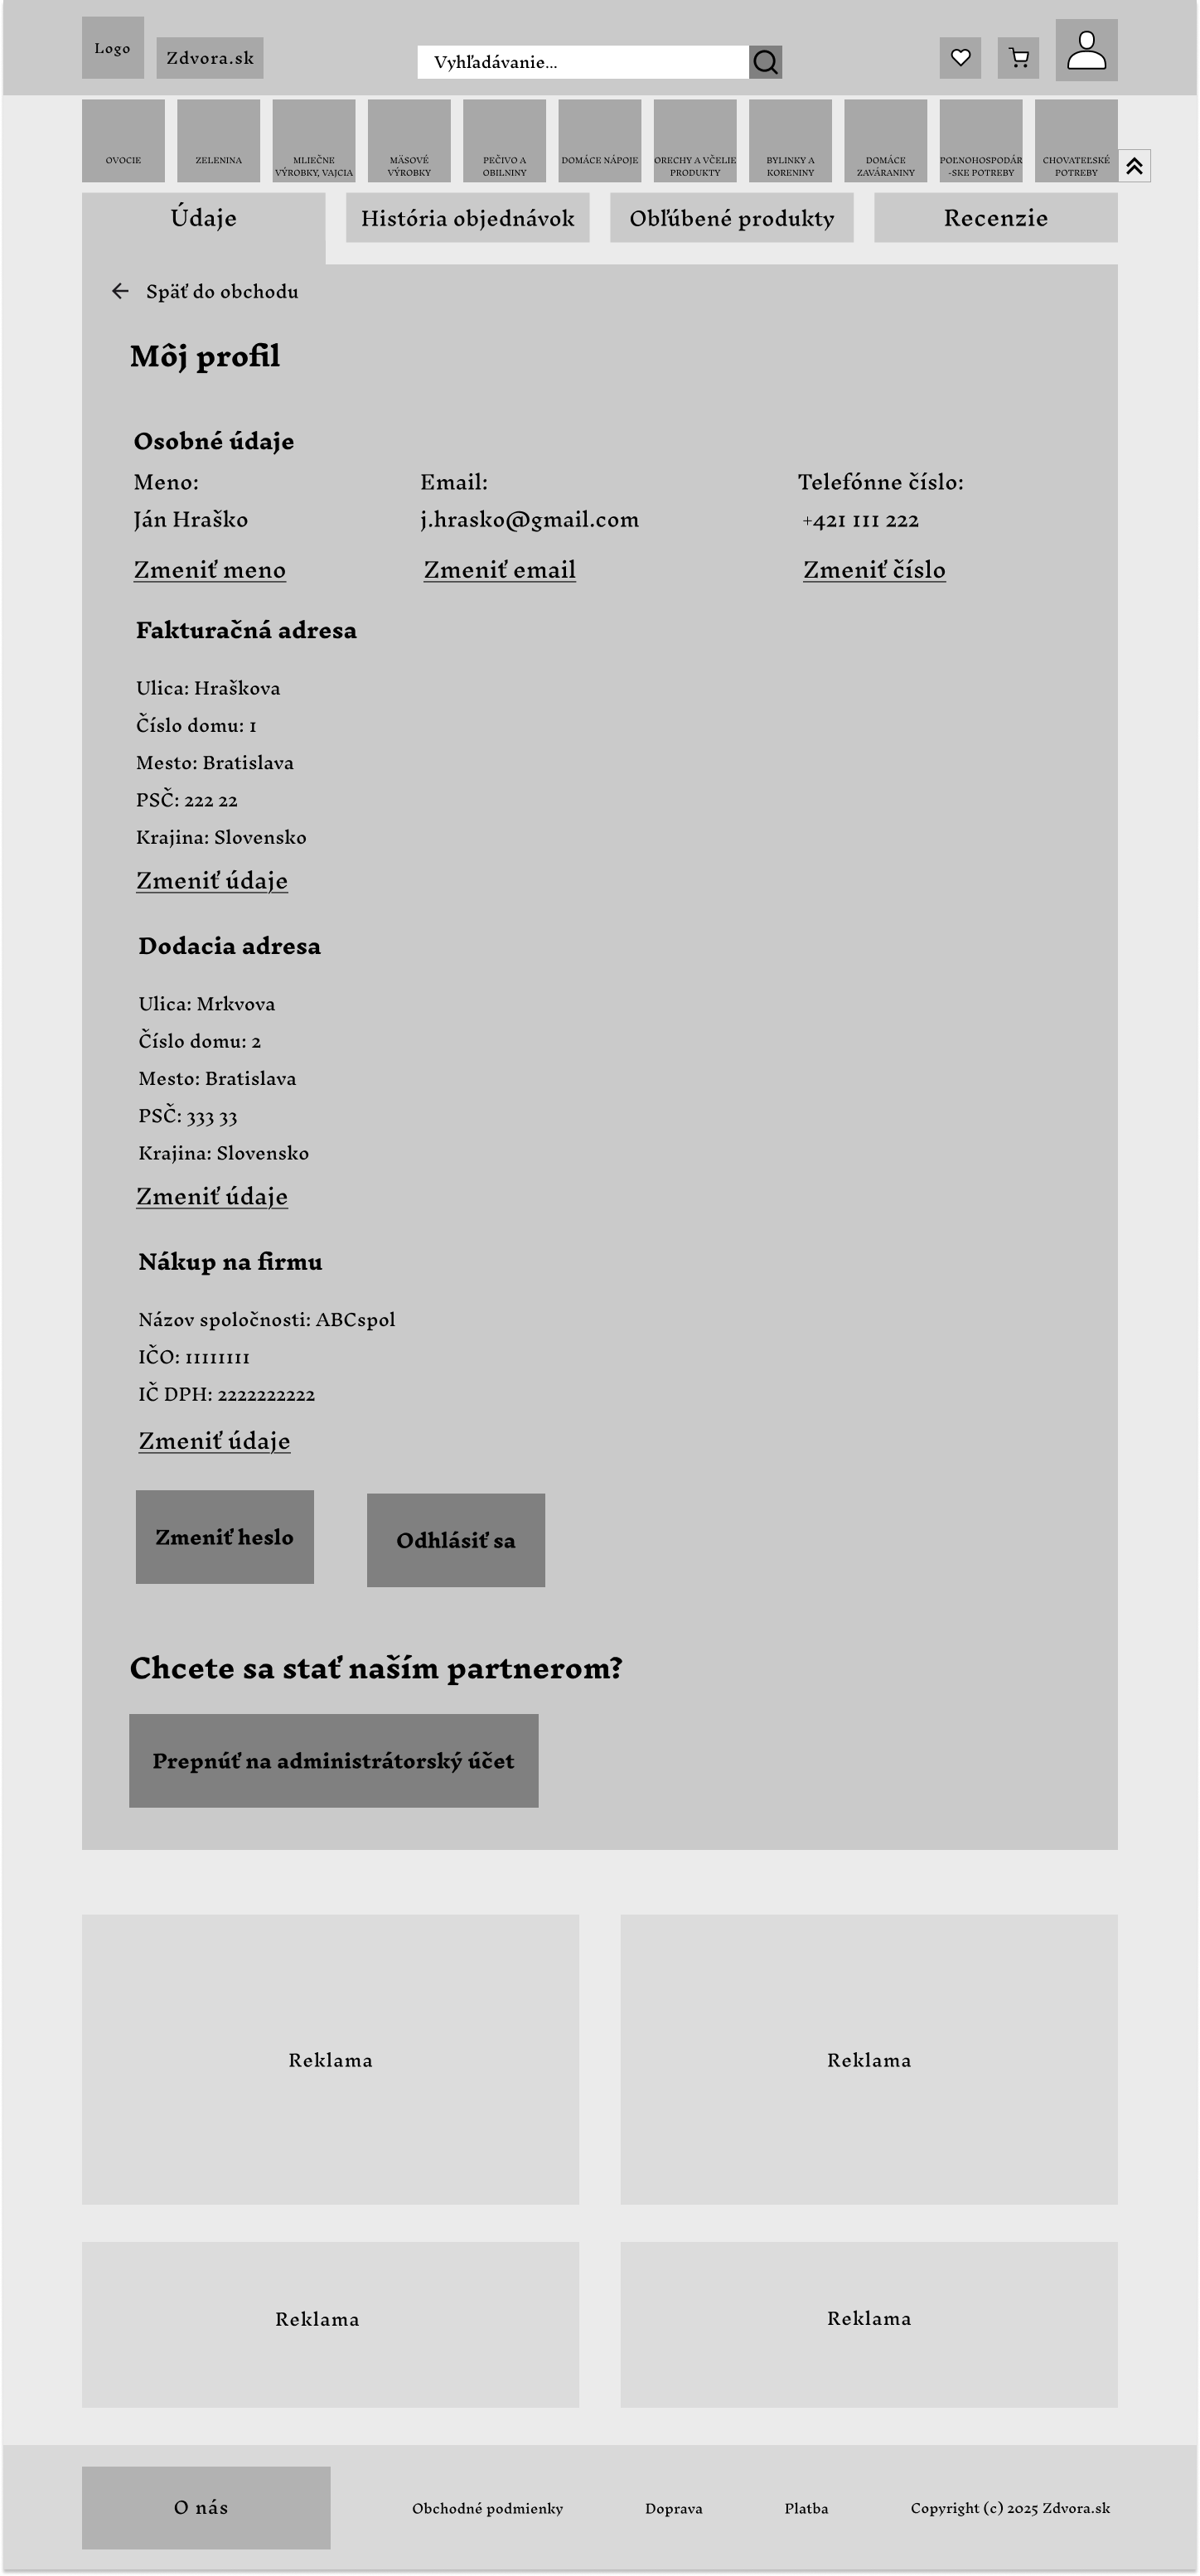 Logo
Zdvora.sk
Vyhľadávanie...
OVOCIE
ZELENINA
MLIEČNE
VÝROBKY, VAJCIA
MÄSOVÉ
VÝROBKY
PEČIVO A
OBILNINY
DOMÁCE NÁPOJE
ORECHY A VČELIE
PRODUKTY
BYLINKY A
KORENINY
DOMÁCE
ZAVÁRANINY
POĽNOHOSPODÁR
-SKE POTREBY
CHOVATEĽSKÉ
POTREBY
Údaje
História objednávok
Obľúbené produkty
Recenzie
Späť do obchodu
Môj profil
Osobné údaje
Meno:
Email:
Telefónne číslo:
Ján Hraško
j.hrasko@gmail.com
+421 111 222
Zmeniť meno
Zmeniť email
Zmeniť číslo
Fakturačná adresa
Ulica: Hraškova
Číslo domu: 1
Mesto: Bratislava
PSČ: 222 22
Krajina: Slovensko
Zmeniť údaje
Dodacia adresa
Ulica: Mrkvova
Číslo domu: 2
Mesto: Bratislava
PSČ: 333 33
Krajina: Slovensko
Zmeniť údaje
Nákup na firmu
Názov spoločnosti: ABCspol
IČO: 11111111
IČ DPH: 2222222222
Zmeniť údaje
Zmeniť heslo
Odhlásiť sa
Chcete sa stať naším partnerom?
Prepnúť na administrátorský účet
Reklama
Reklama
Reklama
Reklama
O nás
Obchodné podmienky
Doprava
Platba
Copyright (c) 2025 Zdvora.sk